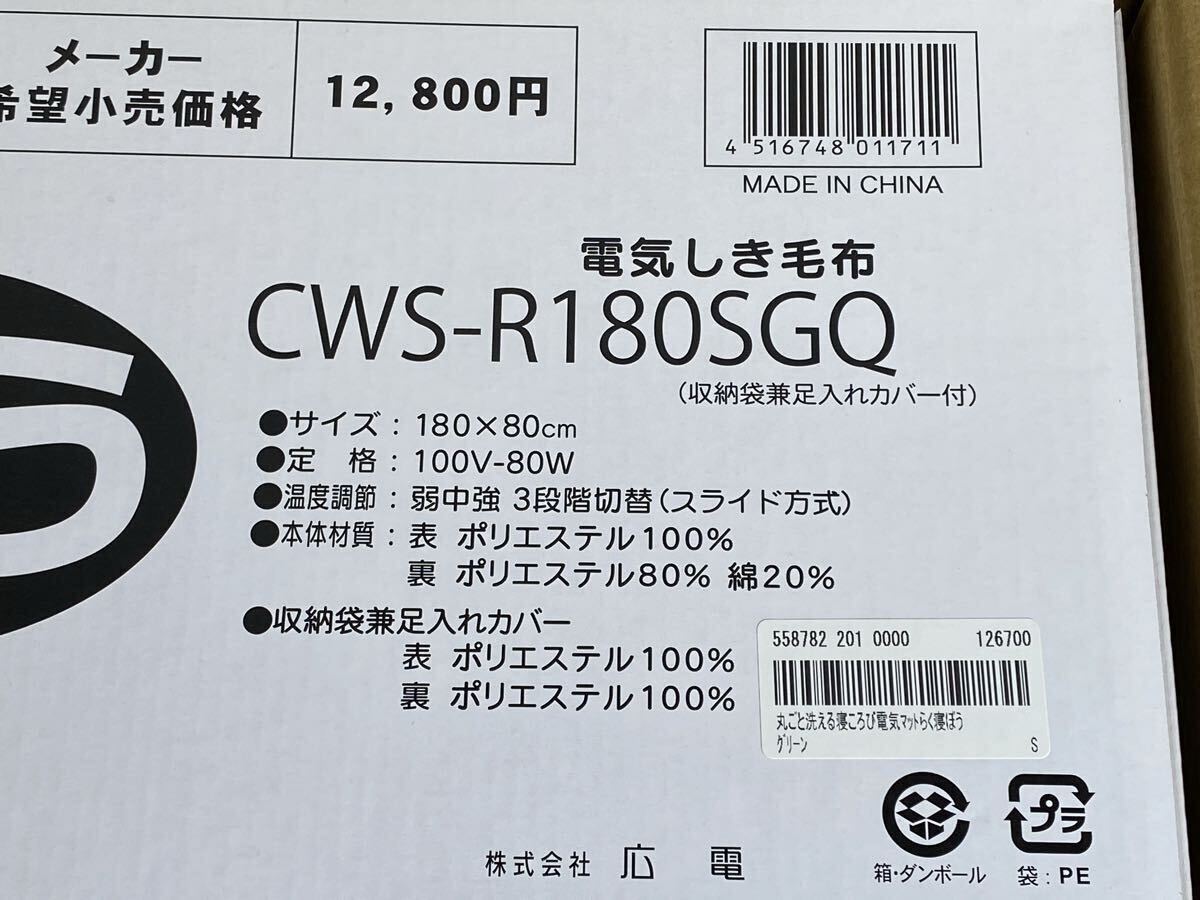 メーカー
希望小売価格
12,800円
4 516748 011711
MADE IN CHINA
電気しき毛布
CWS-R180SGQ
(収納袋兼足入れカバー付)
●サイズ : 180×80cm
●定 格 : 100V-80W
●温度調節 : 弱中強 3段階切替(スライド方式)
●本体材質 : 表 ポリエステル100%
裏 ポリエステル80% 綿20%
●収納袋兼足入れカバー
表 ポリエステル100%
裏 ポリエステル100%
558782 201 0000 126700
丸ごと洗える寝ころび電気マットらく寝ぼう
グリーン S
株式会社 広電
プラ
箱・ダンボール 袋 : PE